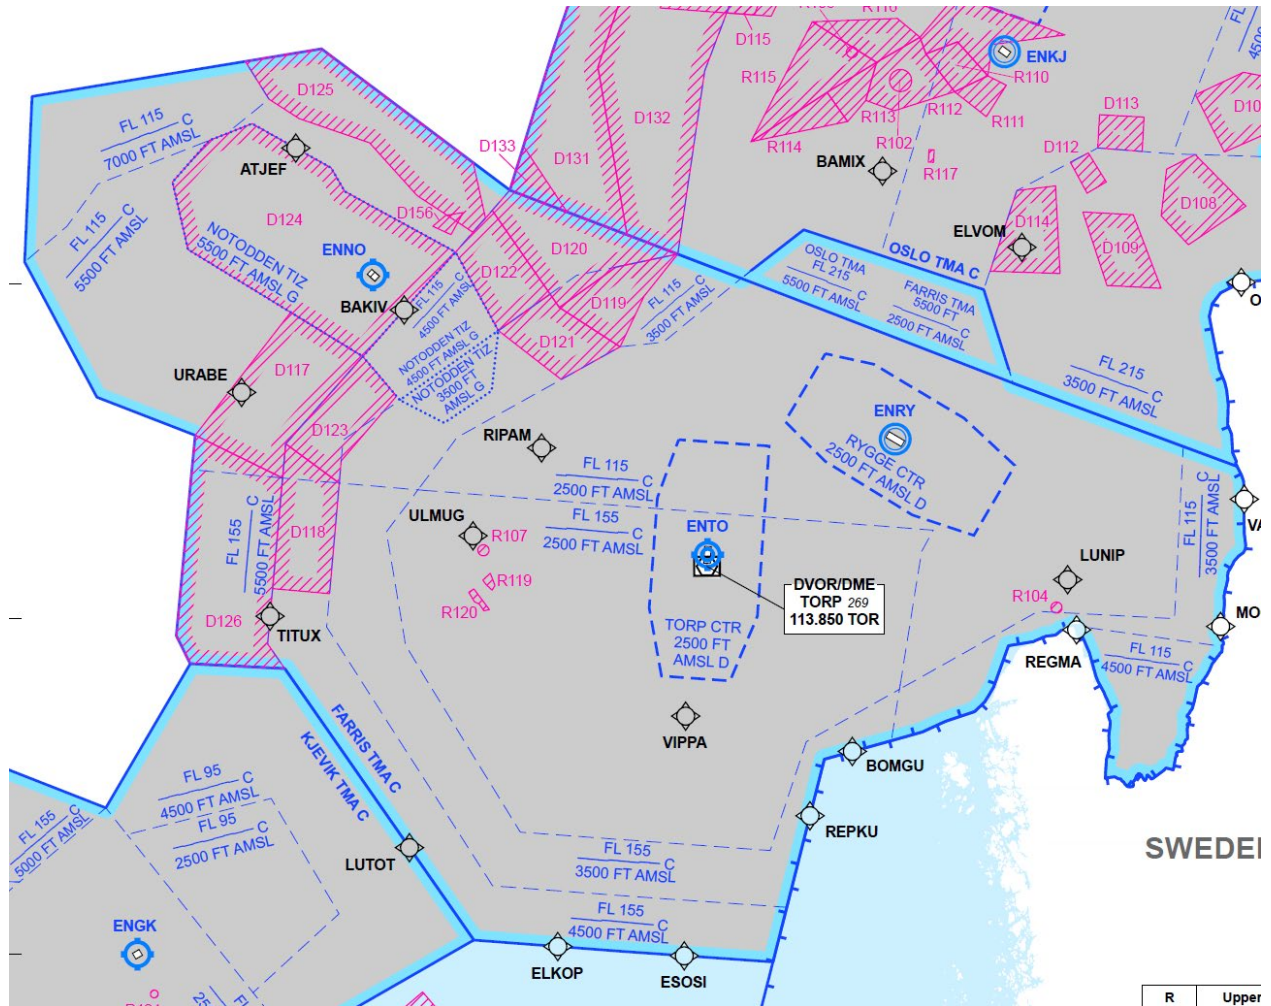 R116
D115
ENKJ
R115
R110
D125
D132
R112
R111
D113
FL 115
C
7000 FT AMSL
D133
D131
R113
R114
R102
D112
ATJEF
BAMIX
R117
D108
D124
D156
D114
ELVOM
D109
FL 115
C
5500 FT AMSL
NOTODDEN TIZ
5500 FT AMSL G
ENNO
D120
D122
OSLO TMA C
OSLO TMA
FL 215
C
5500 FT AMSL
FARRIS TMA
5500 FT
C
2500 FT AMSL
BAKIV
FL 115
C
4500 FT AMSL
D119
FL 115
C
3500 FT AMSL
D121
NOTODDEN TIZ
4500 FT AMSL G
NOTODDEN TIZ
3500 FT
AMSL G
URABE
D117
FL 215
C
3500 FT AMSL
D123
RIPAM
ENRY
RYGGE CTR
2500 FT AMSL D
FL 115
C
2500 FT AMSL
FL 155
C
2500 FT AMSL
FL 155
C
5500 FT AMSL
D118
ULMUG
R107
ENTO
FL 115
C
3500 FT AMSL
R119
R120
DVOR/DME
TORP 269
113.850 TOR
LUNIP
R104
D126
TITUX
TORP CTR
2500 FT
AMSL D
REGMA
FL 115
C
4500 FT AMSL
VIPPA
FARRIS TMA C
KJEVIK TMA C
BOMGU
FL 95
C
4500 FT AMSL
FL 95
C
2500 FT AMSL
FL 155
C
5000 FT AMSL
REPKU
LUTOT
FL 155
C
3500 FT AMSL
ENGK
FL 155
C
4500 FT AMSL
ELKOP
ESOSI
R
Upper